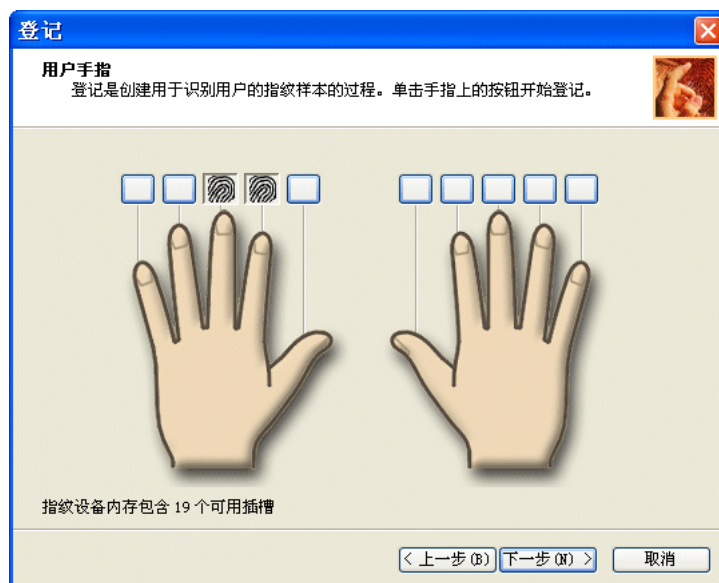 登记
用户手指
登记是创建用于识别用户的指纹样本的过程。单击手指上的按钮开始登记。
指纹设备内存包含 19 个可用插槽
< 上一步(B) 下一步(N) > 取消